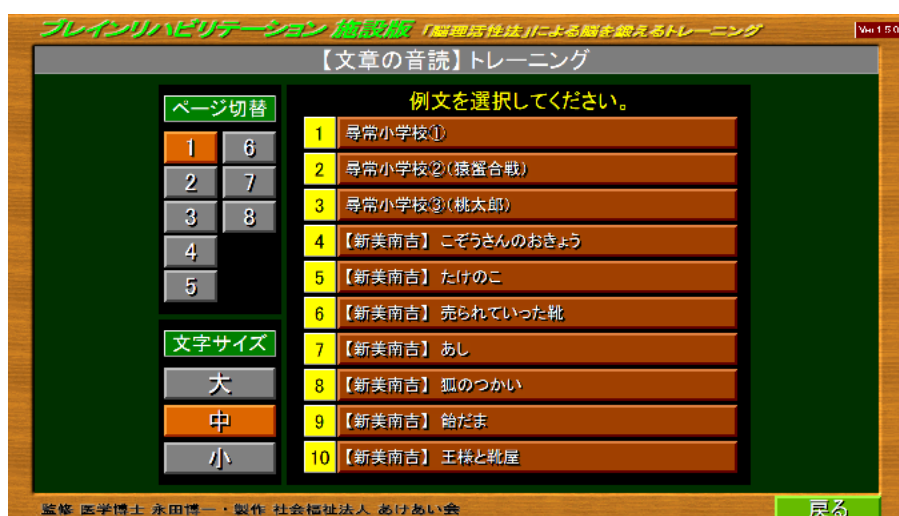 ブレインリハビリテーション 施設版 「脳理活性法」による脳を鍛えるトレーニング
Ver 1.5.0
【文章の音読】トレーニング
ページ切替
1 6
2 7
3 8
4
5
文字サイズ
大
中
小
例文を選択してください。
1 尋常小学校①
2 尋常小学校②(猿蟹合戦)
3 尋常小学校③(桃太郎)
4 【新美南吉】 こぞうさんのおきょう
5 【新美南吉】 たけのこ
6 【新美南吉】 売られていった靴
7 【新美南吉】 あし
8 【新美南吉】 狐のつかい
9 【新美南吉】 飴だま
10 【新美南吉】 王様と靴屋
監修 医学博士 永田博一・製作 社会福祉法人 あけあい会
戻る